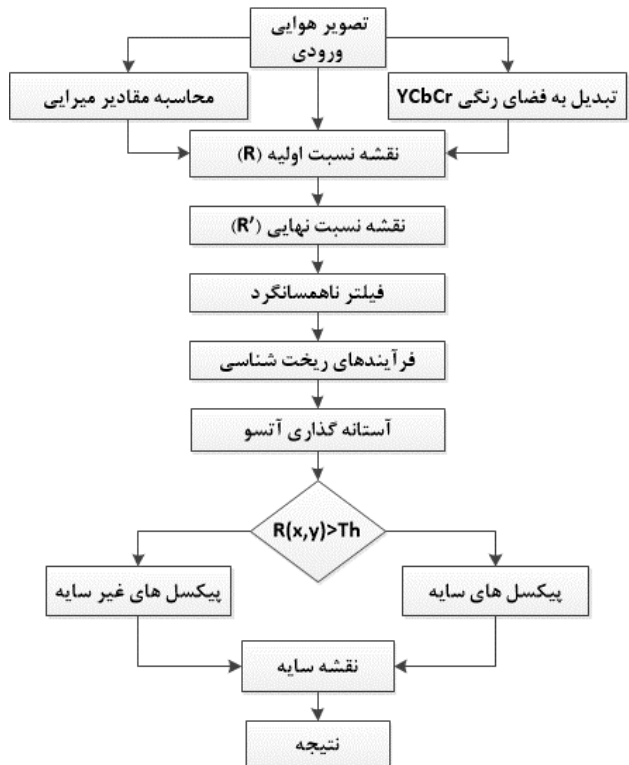 تصویر هوایی
ورودی
تبدیل به فضای رنگی YCbCr
محاسبه مقادیر میرایی
نقشه نسبت اولیه (R)
نقشه نسبت نهایی (R′)
فیلتر ناهمسانگرد
فرآیندهای ریخت شناسی
آستانه گذاری آتسو
R(x,y)>Th
پیکسل های سایه
پیکسل های غیر سایه
نقشه سایه
نتیجه